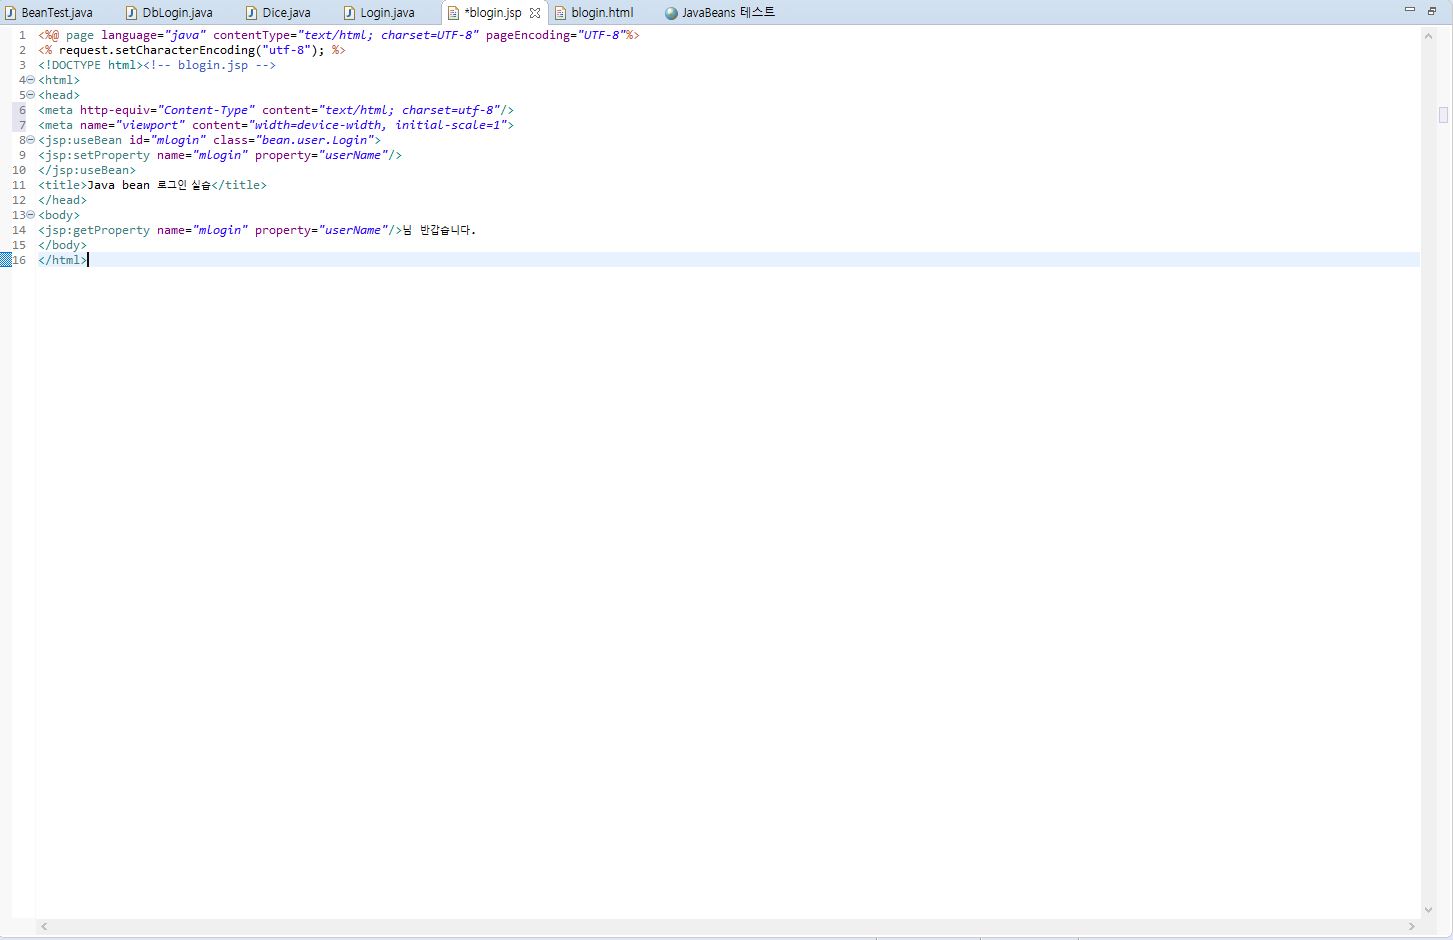 BeanTest.java DbLogin.java Dice.java Login.java *blogin.jsp blogin.html JavaBeans 테스트
1 <%@ page language="java" contentType="text/html; charset=UTF-8" pageEncoding="UTF-8"%>
2 <% request.setCharacterEncoding("utf-8"); %>
3 <!DOCTYPE html><!-- blogin.jsp -->
4 <html>
5 <head>
6 <meta http-equiv="Content-Type" content="text/html; charset=utf-8"/>
7 <meta name="viewport" content="width=device-width, initial-scale=1">
8 <jsp:useBean id="mlogin" class="bean.user.Login">
9 <jsp:setProperty name="mlogin" property="userName"/>
10 </jsp:useBean>
11 <title>Java bean 로그인 실습</title>
12 </head>
13 <body>
14 <jsp:getProperty name="mlogin" property="userName"/>님 반갑습니다.
15 </body>
16 </html>